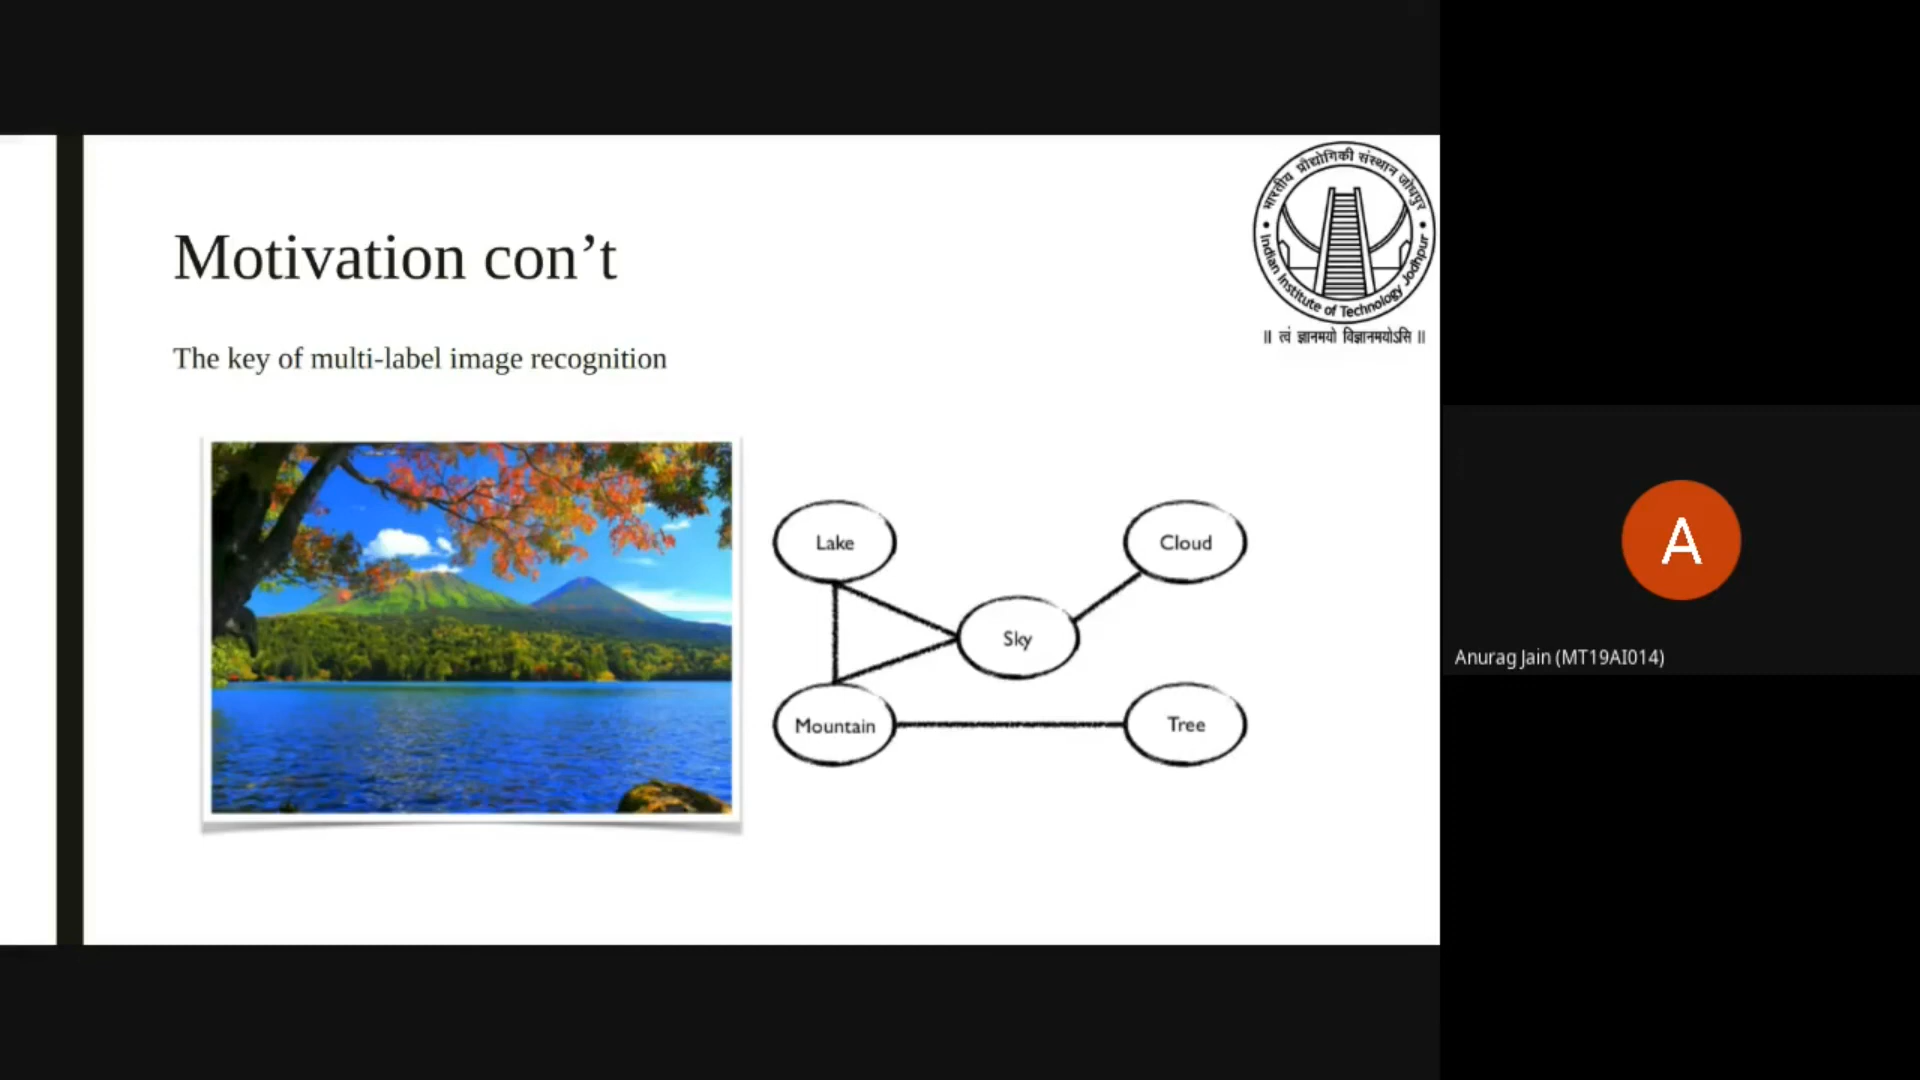 भारतीय प्रौद्योगिकी संस्थान जोधपुर
Indian Institute of Technology Jodhpur
॥ त्वं ज्ञानमयो विज्ञानमयोऽसि ॥
Motivation con’t
The key of multi-label image recognition
Lake
Cloud
Sky
Mountain
Tree
A
Anurag Jain (MT19AI014)